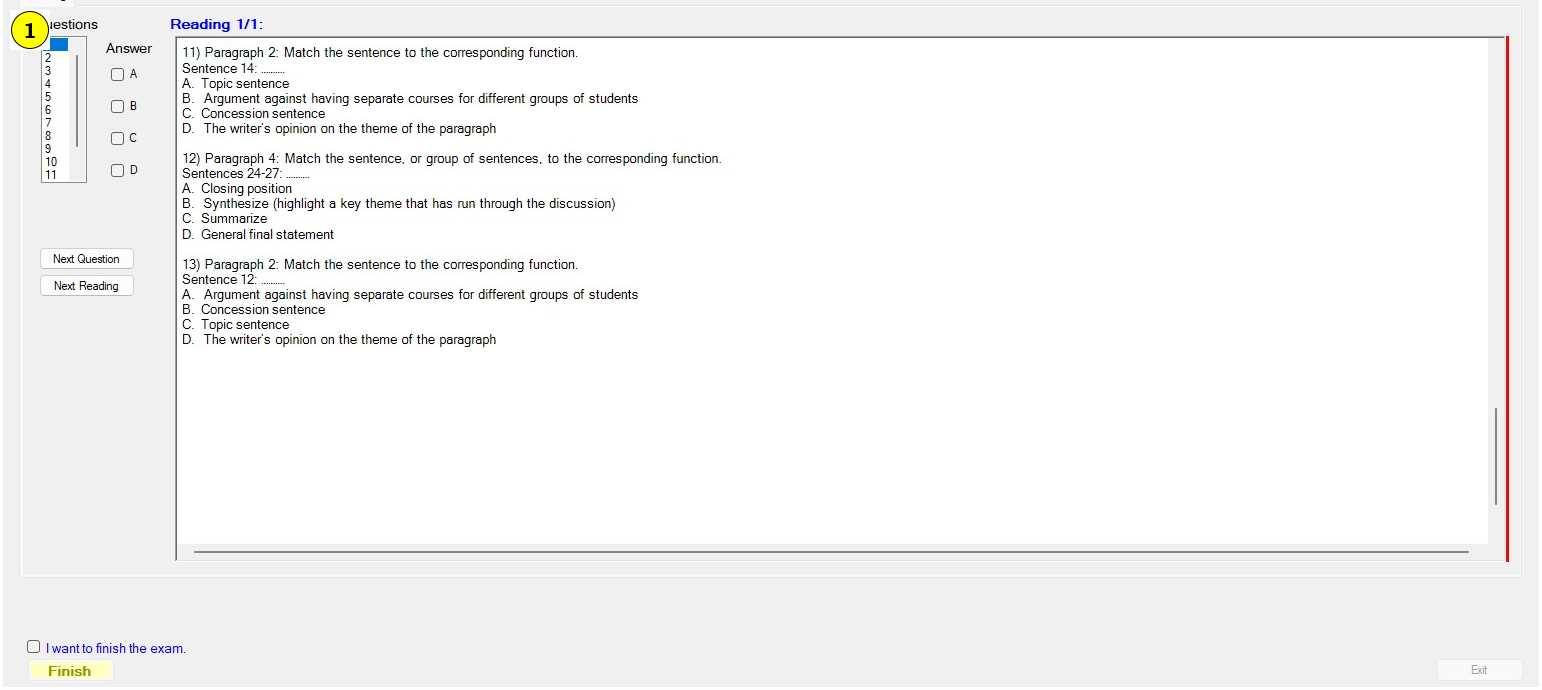 1
uestions
Reading 1/1:
Answer
2
3
4
5
6
7
8
9
10
11
A
B
C
D
Next Question
Next Reading
11) Paragraph 2: Match the sentence to the corresponding function.
Sentence 14: ..........
A. Topic sentence
B. Argument against having separate courses for different groups of students
C. Concession sentence
D. The writer's opinion on the theme of the paragraph
12) Paragraph 4: Match the sentence, or group of sentences, to the corresponding function.
Sentences 24-27: ..........
A. Closing position
B. Synthesize (highlight a key theme that has run through the discussion)
C. Summarize
D. General final statement
13) Paragraph 2: Match the sentence to the corresponding function.
Sentence 12: ..........
A. Argument against having separate courses for different groups of students
B. Concession sentence
C. Topic sentence
D. The writer's opinion on the theme of the paragraph
I want to finish the exam.
Finish
Exit